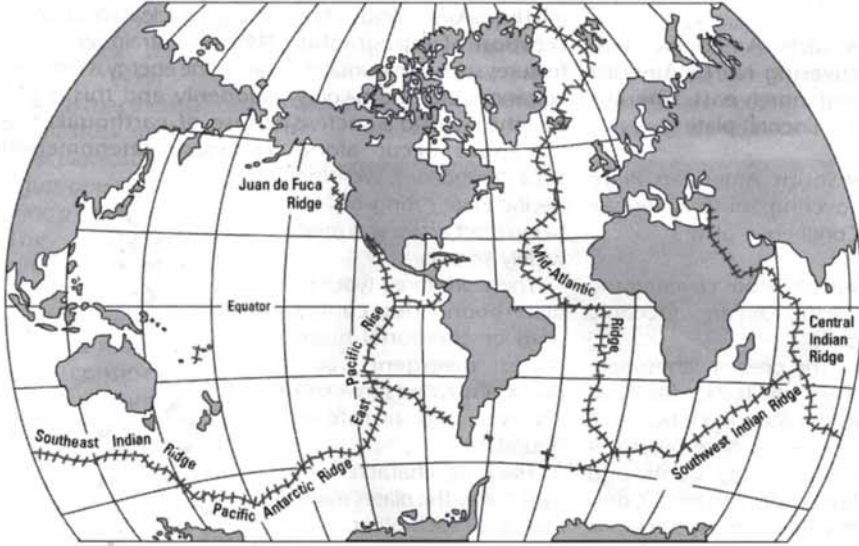 Juan de Fuca
Ridge
Mid-Atlantic
Ridge
Equator
East Pacific Rise
Central
Indian
Ridge
Southeast Indian
Ridge
Pacific Antarctic Ridge
Southwest Indian Ridge